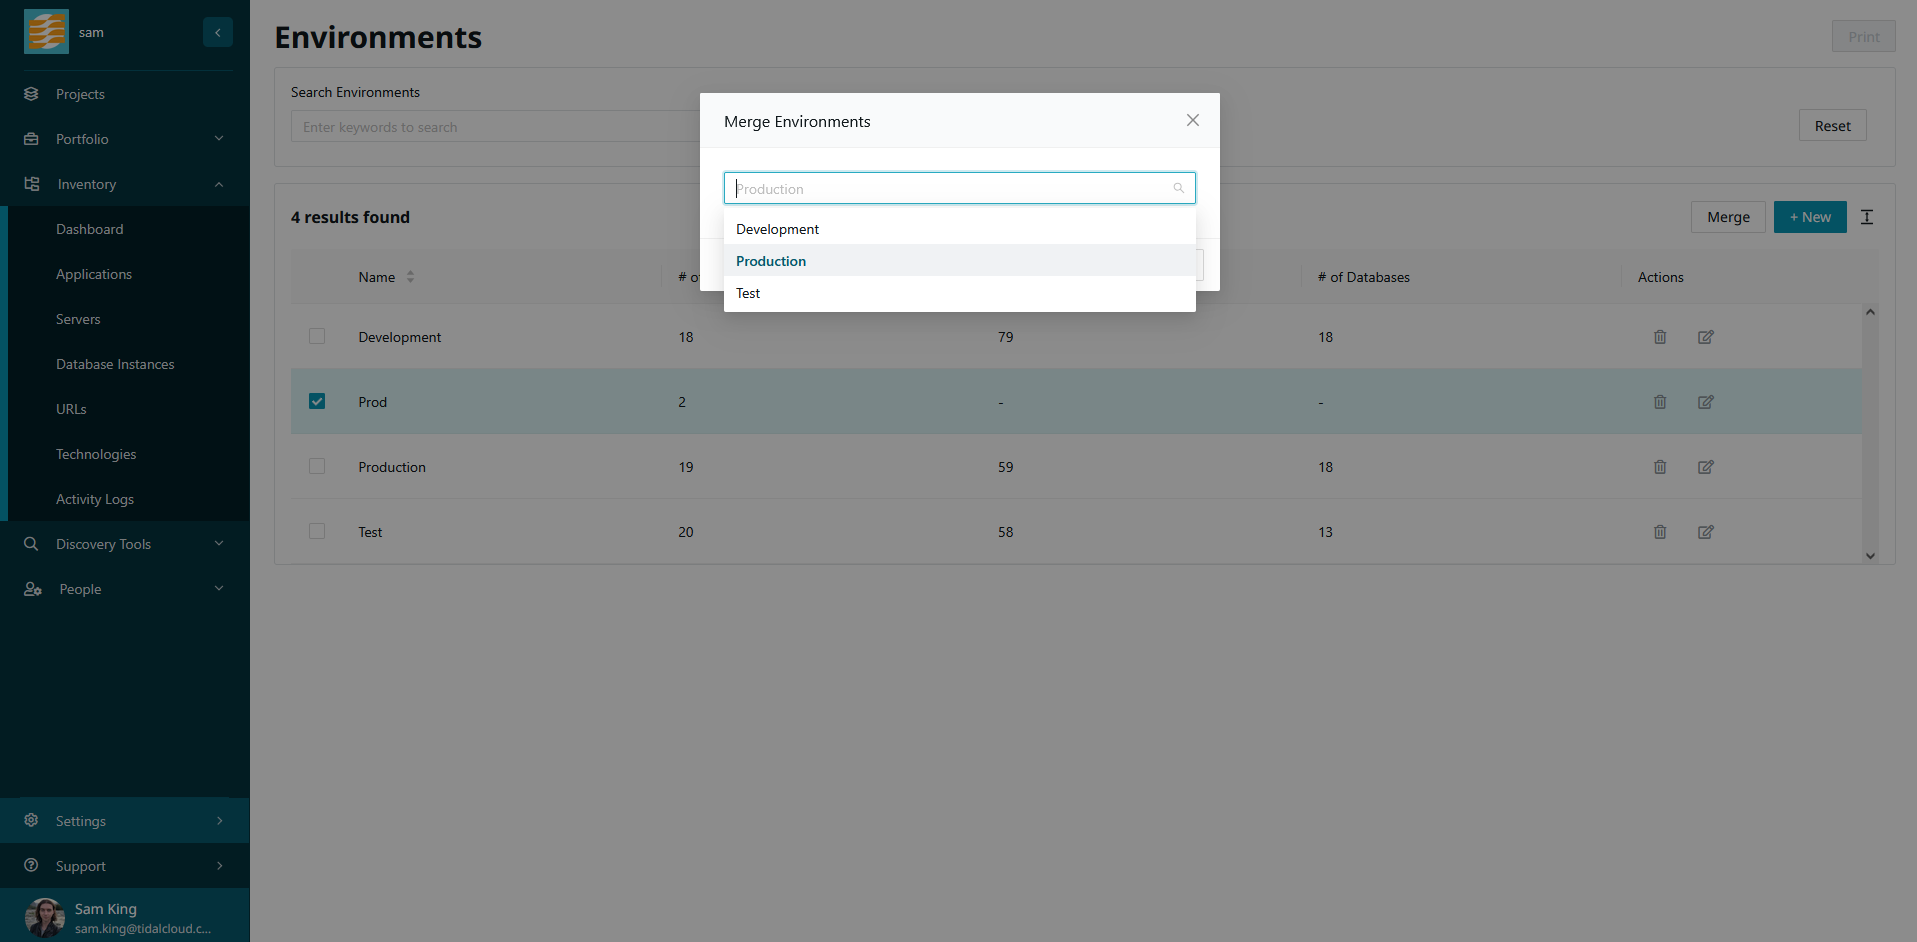 sam
Projects
Portfolio
Inventory
Dashboard
Applications
Servers
Database Instances
URLs
Technologies
Activity Logs
Discovery Tools
People
Settings
Support
Sam King
sam.king@tidalcloud.c...
Environments
Print
Search Environments
Enter keywords to search
Reset
4 results found
Merge
+ New
Name
# o
# of Databases
Actions
Development 18 79 18
Prod 2 - -
Production 19 59 18
Test 20 58 13
Merge Environments
Production
Development
Production
Test